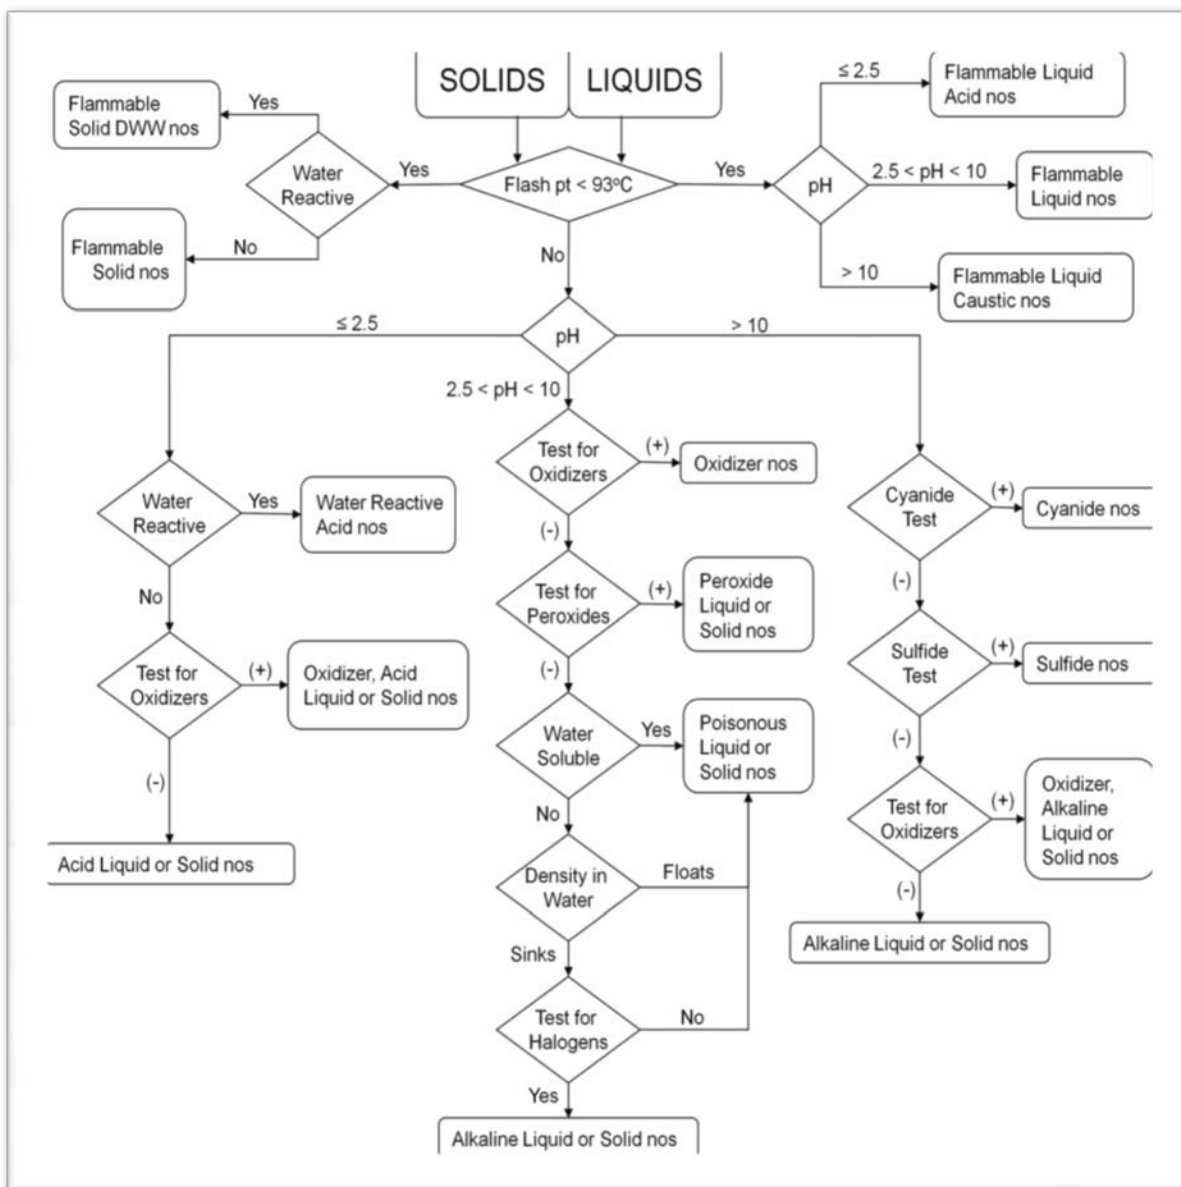 SOLIDS
LIQUIDS
≤ 2.5
Flammable Liquid
Acid nos
Flammable
Solid DWW nos
Yes
Water
Reactive
Yes
Flash pt < 93ºC
Yes
pH
2.5 < pH < 10
Flammable
Liquid nos
Flammable
Solid nos
No
No
> 10
Flammable Liquid
Caustic nos
≤ 2.5
pH
> 10
2.5 < pH < 10
Test for
Oxidizers
(+)
Oxidizer nos
Water
Reactive
Yes
Water Reactive
Acid nos
Cyanide
Test
(+)
Cyanide nos
(-)
No
Test for
Peroxides
(+)
Peroxide
Liquid or
Solid nos
(-)
Test for
Oxidizers
(+)
Oxidizer, Acid
Liquid or Solid nos
(-)
Sulfide
Test
(+)
Sulfide nos
Water
Soluble
Yes
Poisonous
Liquid or
Solid nos
(-)
(-)
No
Test for
Oxidizers
(+)
Oxidizer,
Alkaline
Liquid or
Solid nos
Acid Liquid or Solid nos
Density in
Water
Floats
(-)
Sinks
Alkaline Liquid or Solid nos
Test for
Halogens
No
Yes
Alkaline Liquid or Solid nos